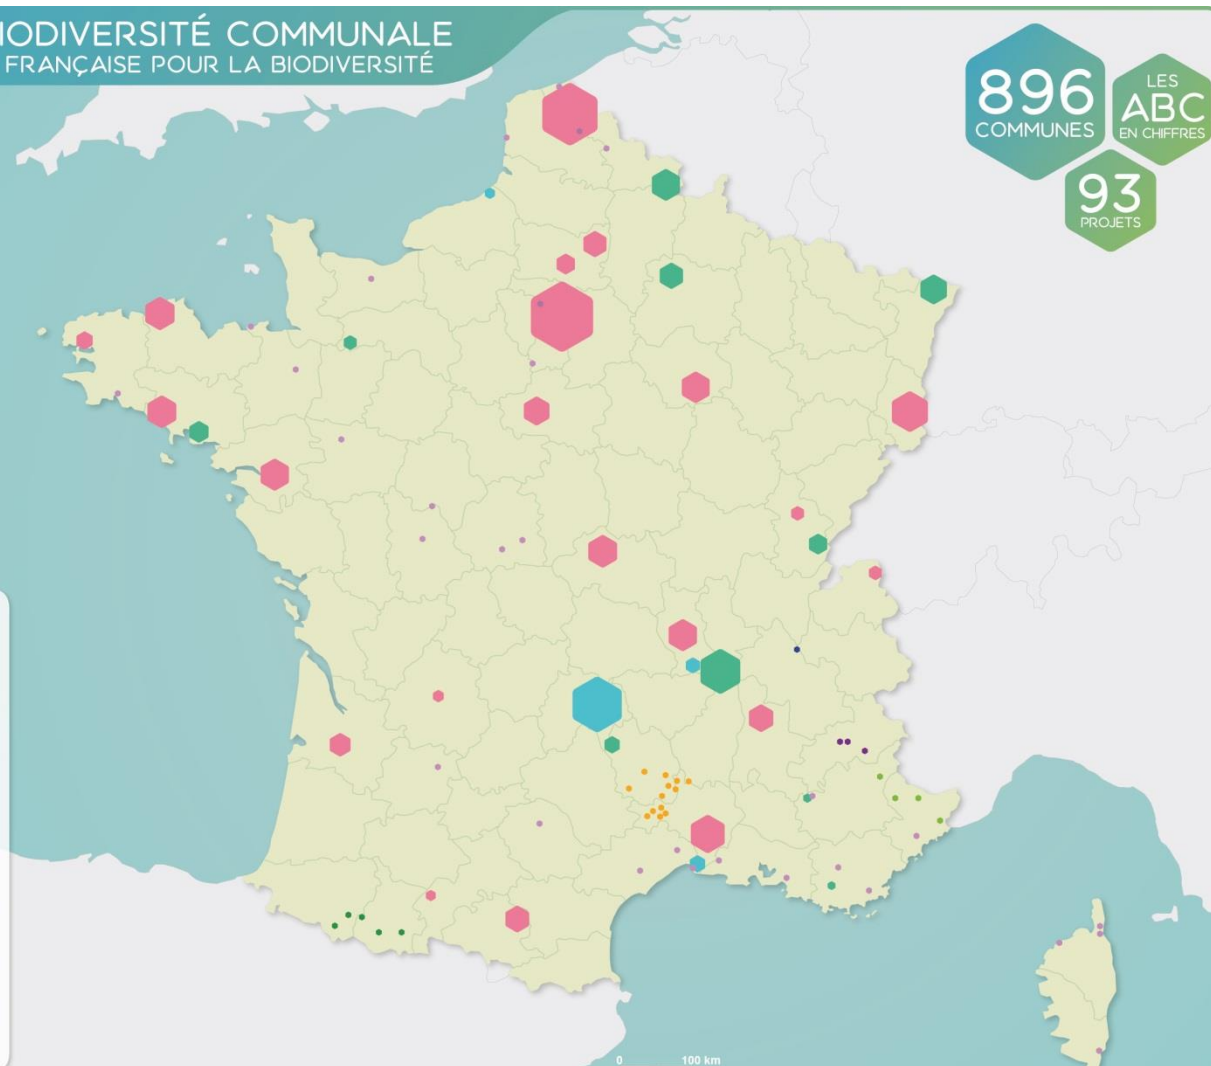 IODIVERSITÉ COMMUNALE
FRANÇAISE POUR LA BIODIVERSITÉ
896
COMMUNES
LES
ABC
EN CHIFFRES
93
PROJETS
0 100 km